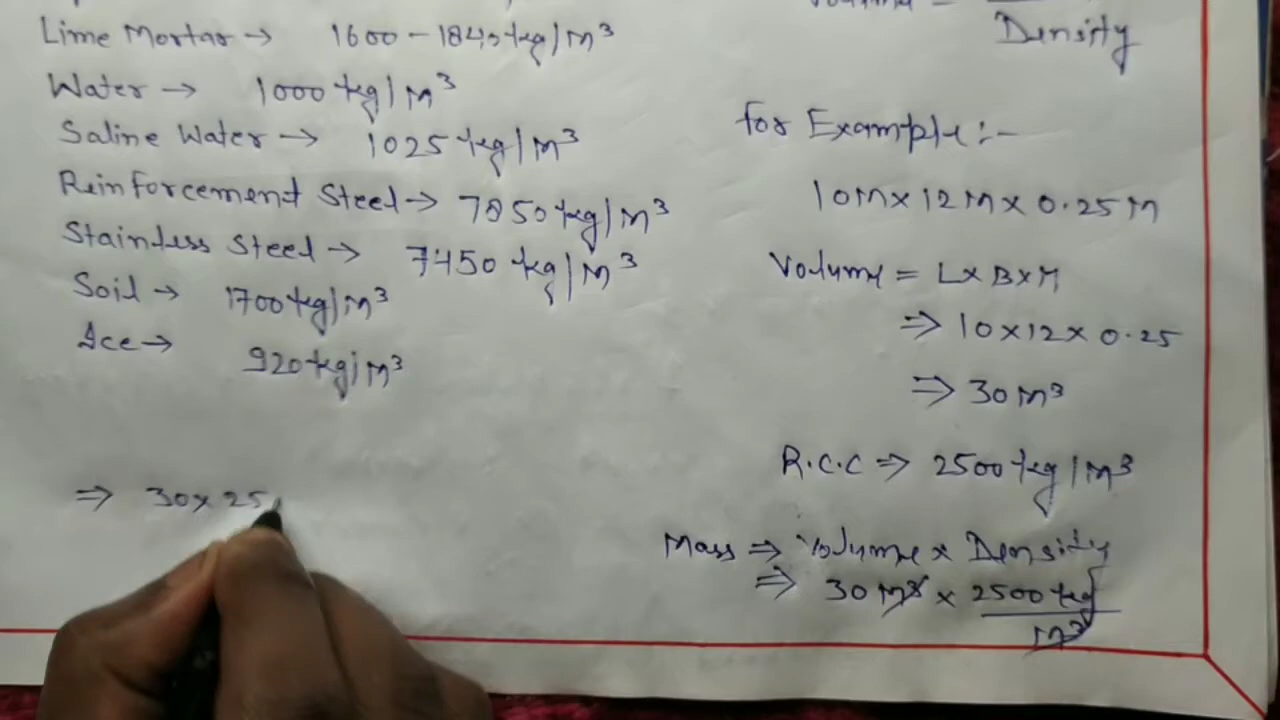 Lime Mortar → 1600 - 1840 kg/m³
Water → 1000 kg/m³
Saline Water → 1025 kg/m³
Reinforcement Steel → 7850 kg/m³
Stainless Steel → 7450 kg/m³
Soil → 1700 kg/m³
Ice → 920 kg/m³
⇒ 30 × 25
Density
For Example :-
10m × 12m × 0.25m
Volume = L × B × H
⇒ 10 × 12 × 0.25
⇒ 30 m³
R.C.C ⇒ 2500 kg/m³
Mass ⇒ Volume × Density
⇒ 30 m³ × 2500 kg
m³